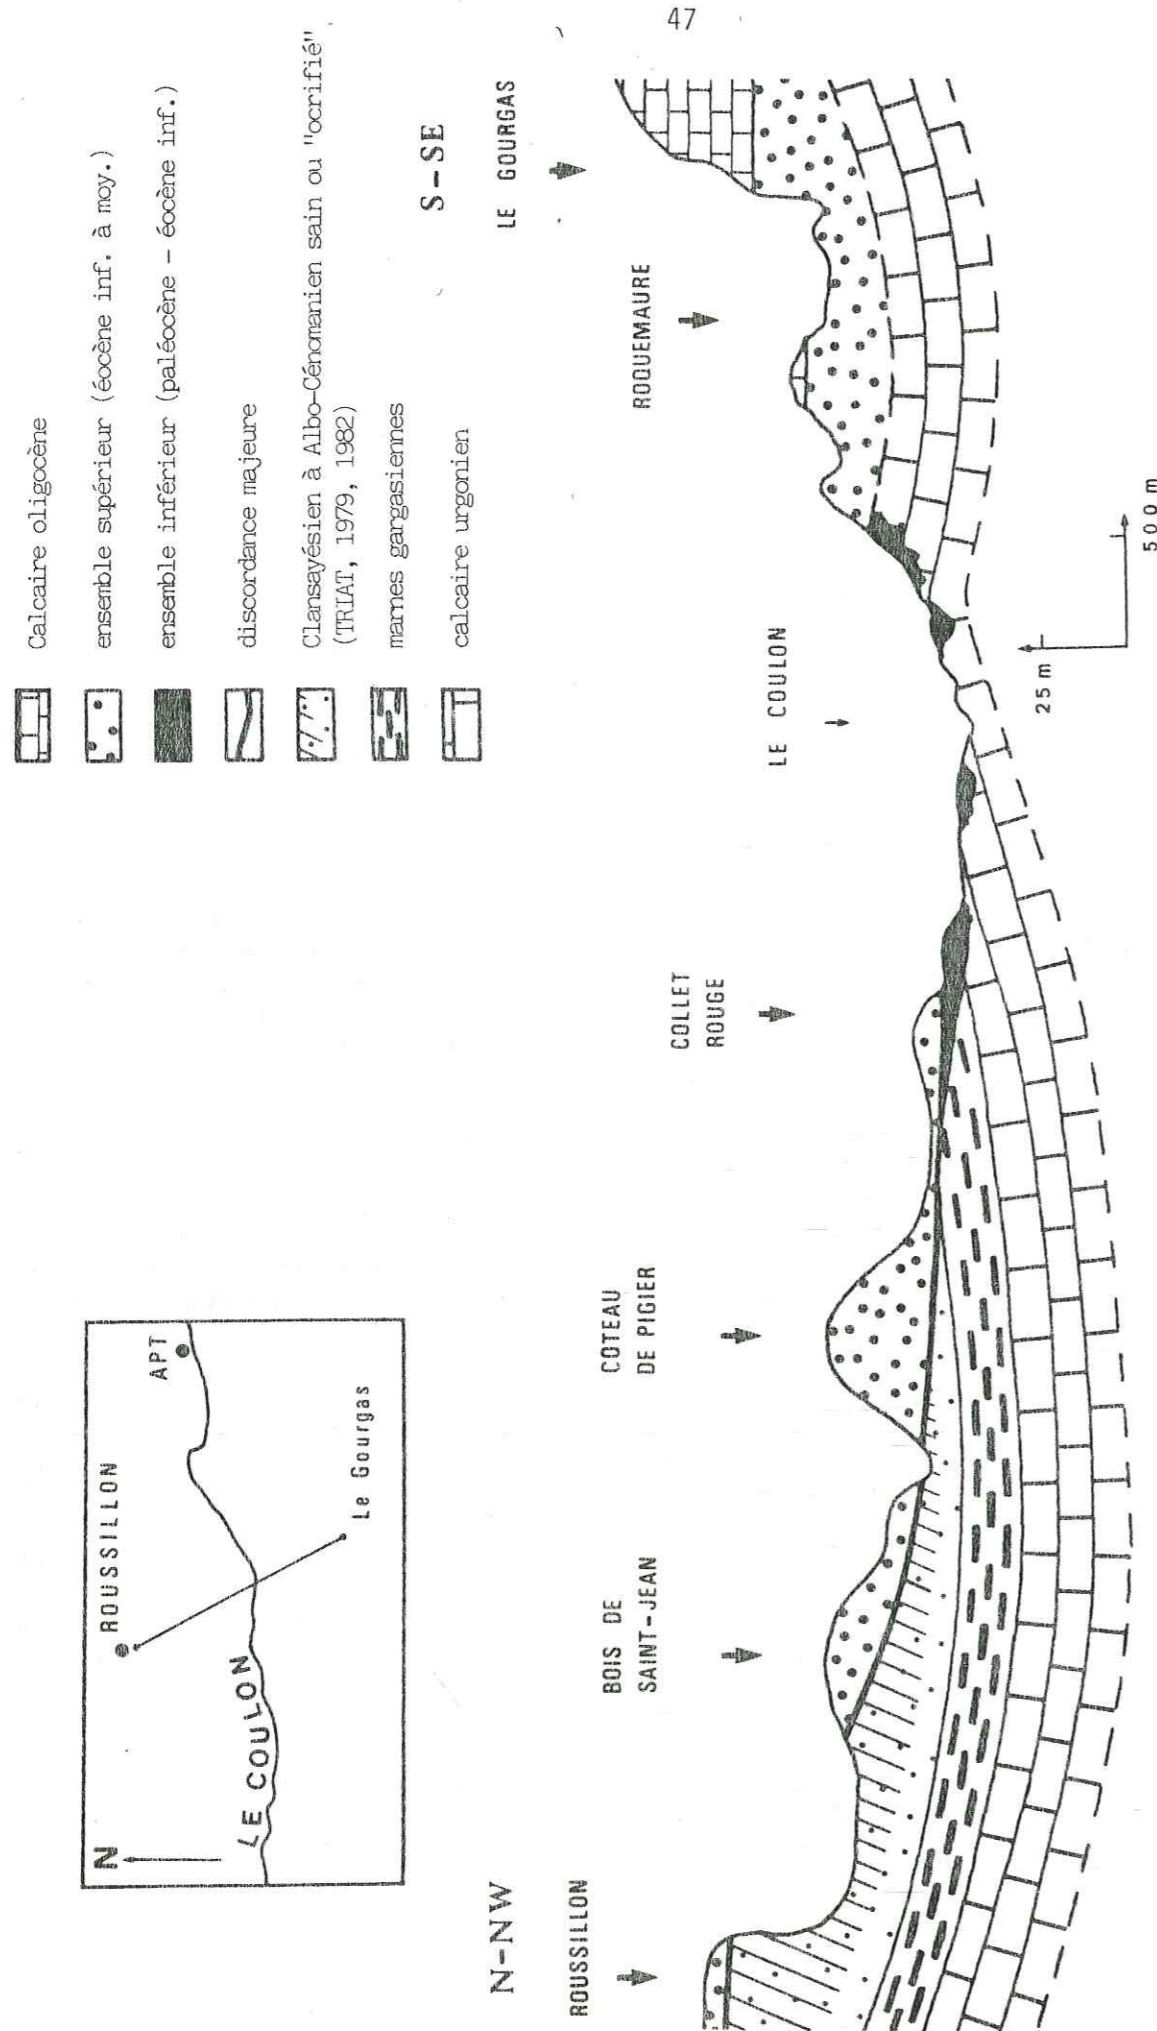 47
Calcaire oligocène
ensemble supérieur (éocène inf. à moy.)
ensemble inférieur (paléocène - éocène inf.)
discordance majeure
Clansayésien à Albo-Cénomanien sain ou "ocrifié"
(TRIAT, 1979, 1982)
marnes gargasiennes
calcaire urgonien
N
ROUSSILLON
APT
LE COULON
Le Gourgas
N-NW
S-SE
ROUSSILLON
BOIS DE
SAINT-JEAN
COTEAU
DE PIGIER
COLLET
ROUGE
LE COULON
ROQUEMAURE
LE GOURGAS
25 m
500 m